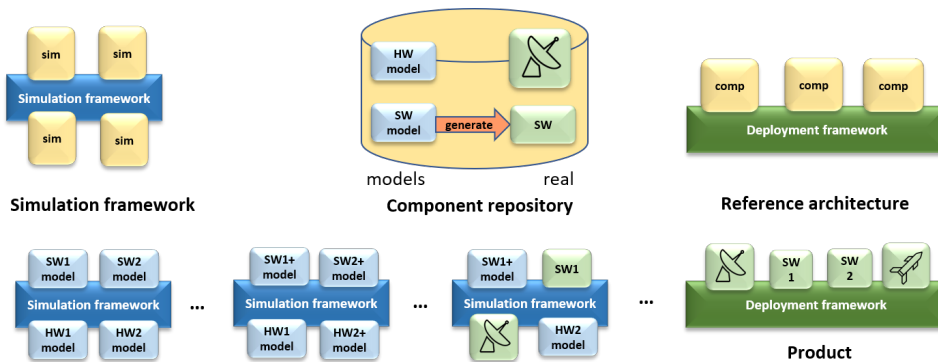 sim
sim
Simulation framework
sim
sim
Simulation framework
HW
model
SW
model
generate
SW
models
real
Component repository
comp
comp
comp
Deployment framework
Reference architecture
SW1
model
SW2
model
Simulation framework
HW1
model
HW2
model
...
SW1+
model
SW2+
model
Simulation framework
HW1
model
HW2+
model
...
SW1+
model
SW1
Simulation framework
HW2
model
...
SW
1
SW
2
Deployment framework
Product